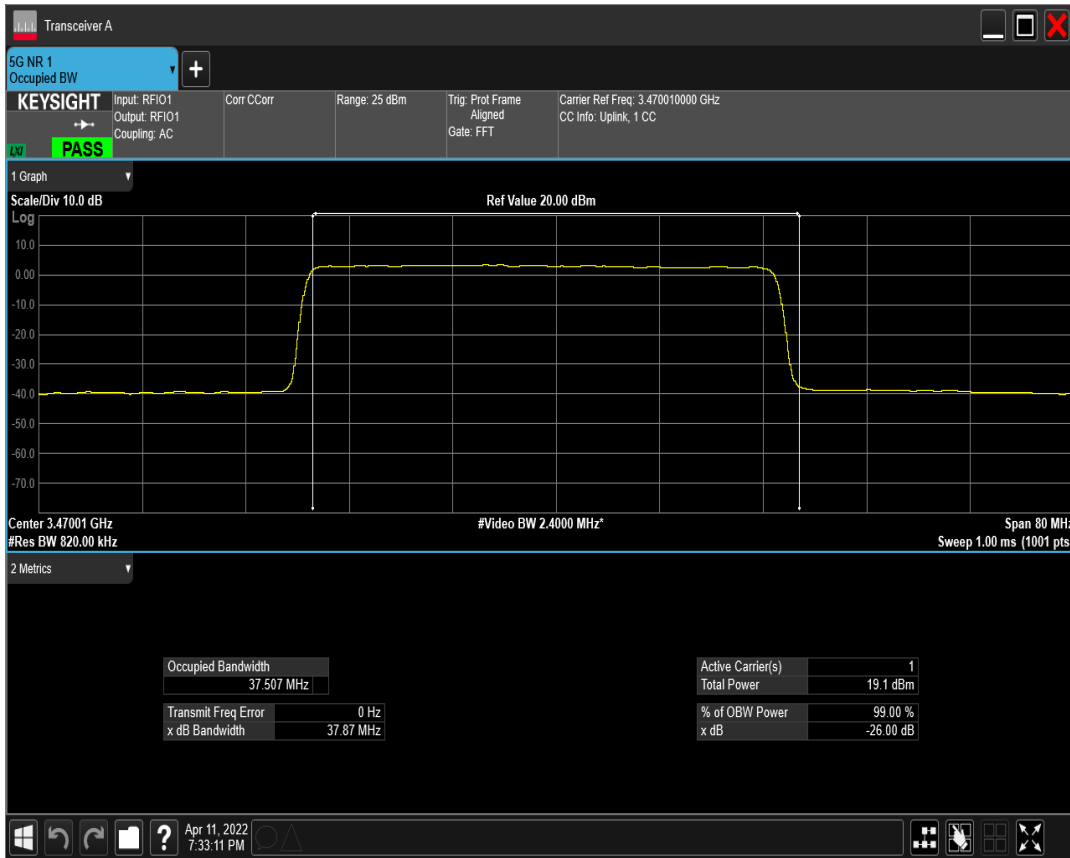 Transceiver A
5G NR 1
Occupied BW
+
KEYSIGHT
LXI
PASS
Input: RFIO1
Output: RFIO1
Coupling: AC
Corr CCorr
Range: 25 dBm
Trig: Prot Frame
Aligned
Gate: FFT
Carrier Ref Freq: 3.470010000 GHz
CC Info: Uplink, 1 CC
1 Graph
Scale/Div 10.0 dB
Ref Value 20.00 dBm
Log
10.0
0.00
-10.0
-20.0
-30.0
-40.0
-50.0
-60.0
-70.0
Center 3.47001 GHz
#Video BW 2.4000 MHz*
Span 80 MHz
#Res BW 820.00 kHz
Sweep 1.00 ms (1001 pts
2 Metrics
Occupied Bandwidth
37.507 MHz
Transmit Freq Error 0 Hz
x dB Bandwidth 37.87 MHz
Active Carrier(s) 1
Total Power 19.1 dBm
% of OBW Power 99.00 %
x dB -26.00 dB
?
Apr 11, 2022
7:33:11 PM